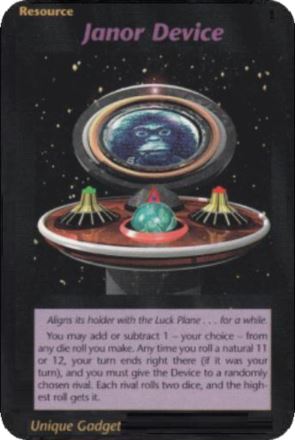 Resource
Janor Device
Aligns its holder with the Luck Plane . . . for a while.
You may add or subtract 1 – your choice – from
any die roll you make. Any time you roll a natural 11
or 12, your turn ends right there (if it was your
turn), and you must give the Device to a randomly
chosen rival. Each rival rolls two dice, and the high-
est roll gets it.
Unique Gadget